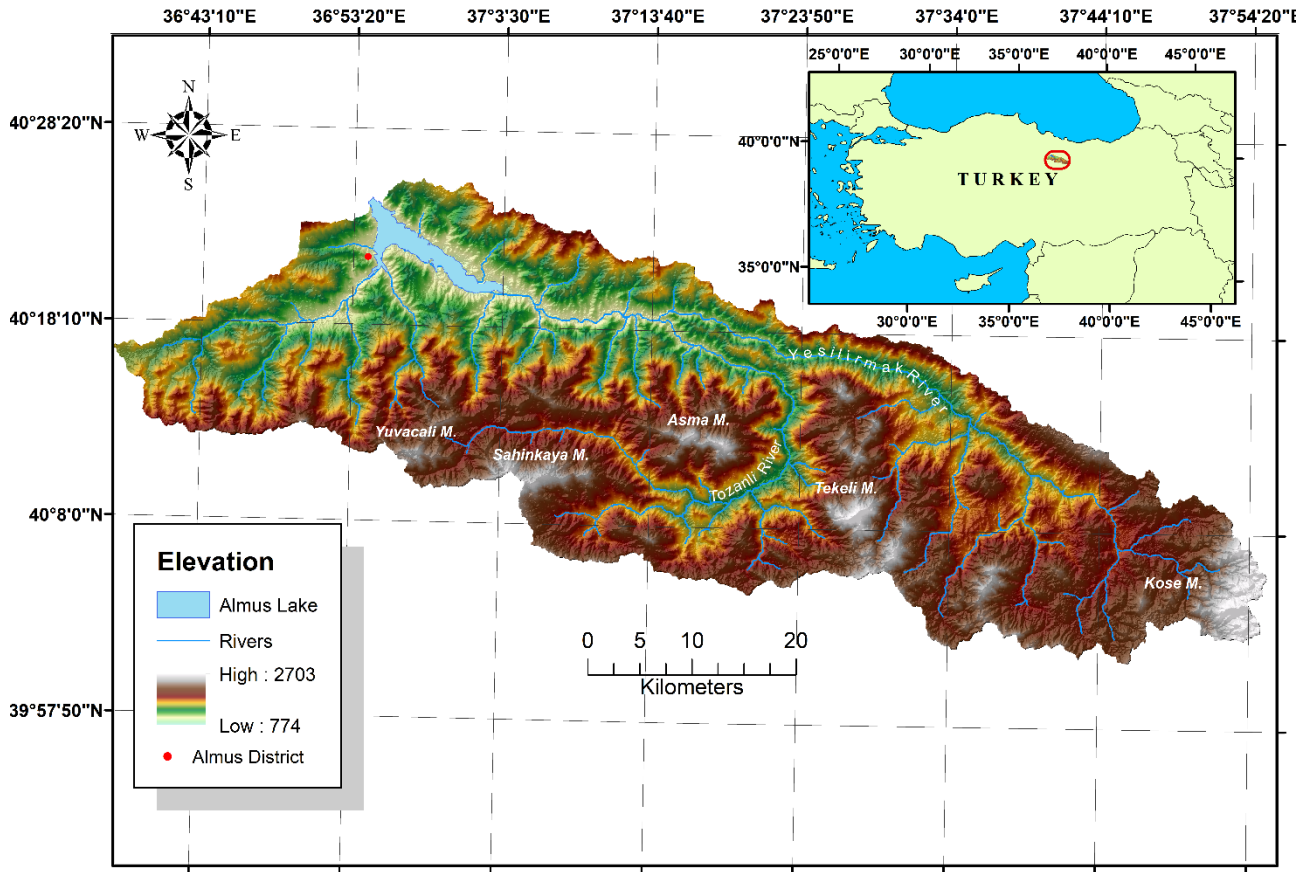 36°43'10"E 36°53'20"E 37°3'30"E 37°13'40"E 37°23'50"E 37°34'0"E 37°44'10"E 37°54'20"E
25°0'0"E 30°0'0"E 35°0'0"E 40°0'0"E 45°0'0"E
N
W E
S
40°28'20"N
40°0'0"N
TURKEY
35°0'0"N
30°0'0"E 35°0'0"E 40°0'0"E 45°0'0"E
40°18'10"N
Yesilirmak River
Asma M.
Yuvacali M.
Sahinkaya M.
Tozanli River
Tekeli M.
40°8'0"N
Kose M.
Elevation
Almus Lake
Rivers
High : 2703
Low : 774
Almus District
0 5 10 20
Kilometers
39°57'50"N